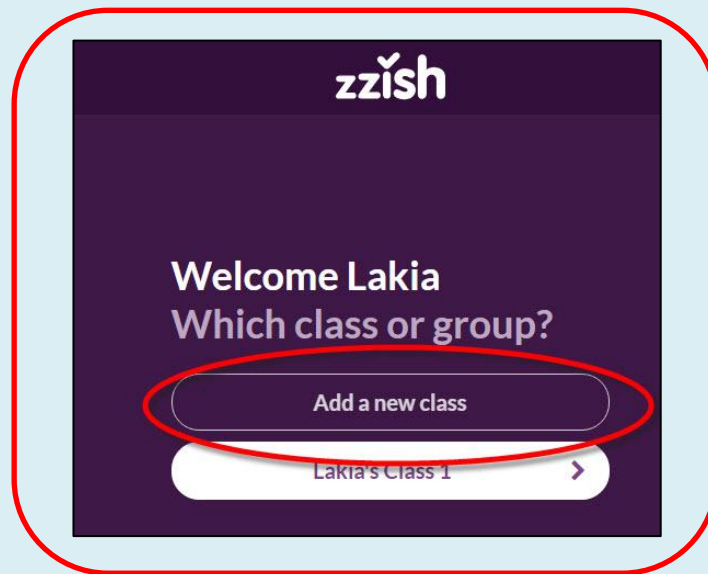 zzish
Welcome Lakia
Which class or group?
Add a new class
Lakia's Class 1